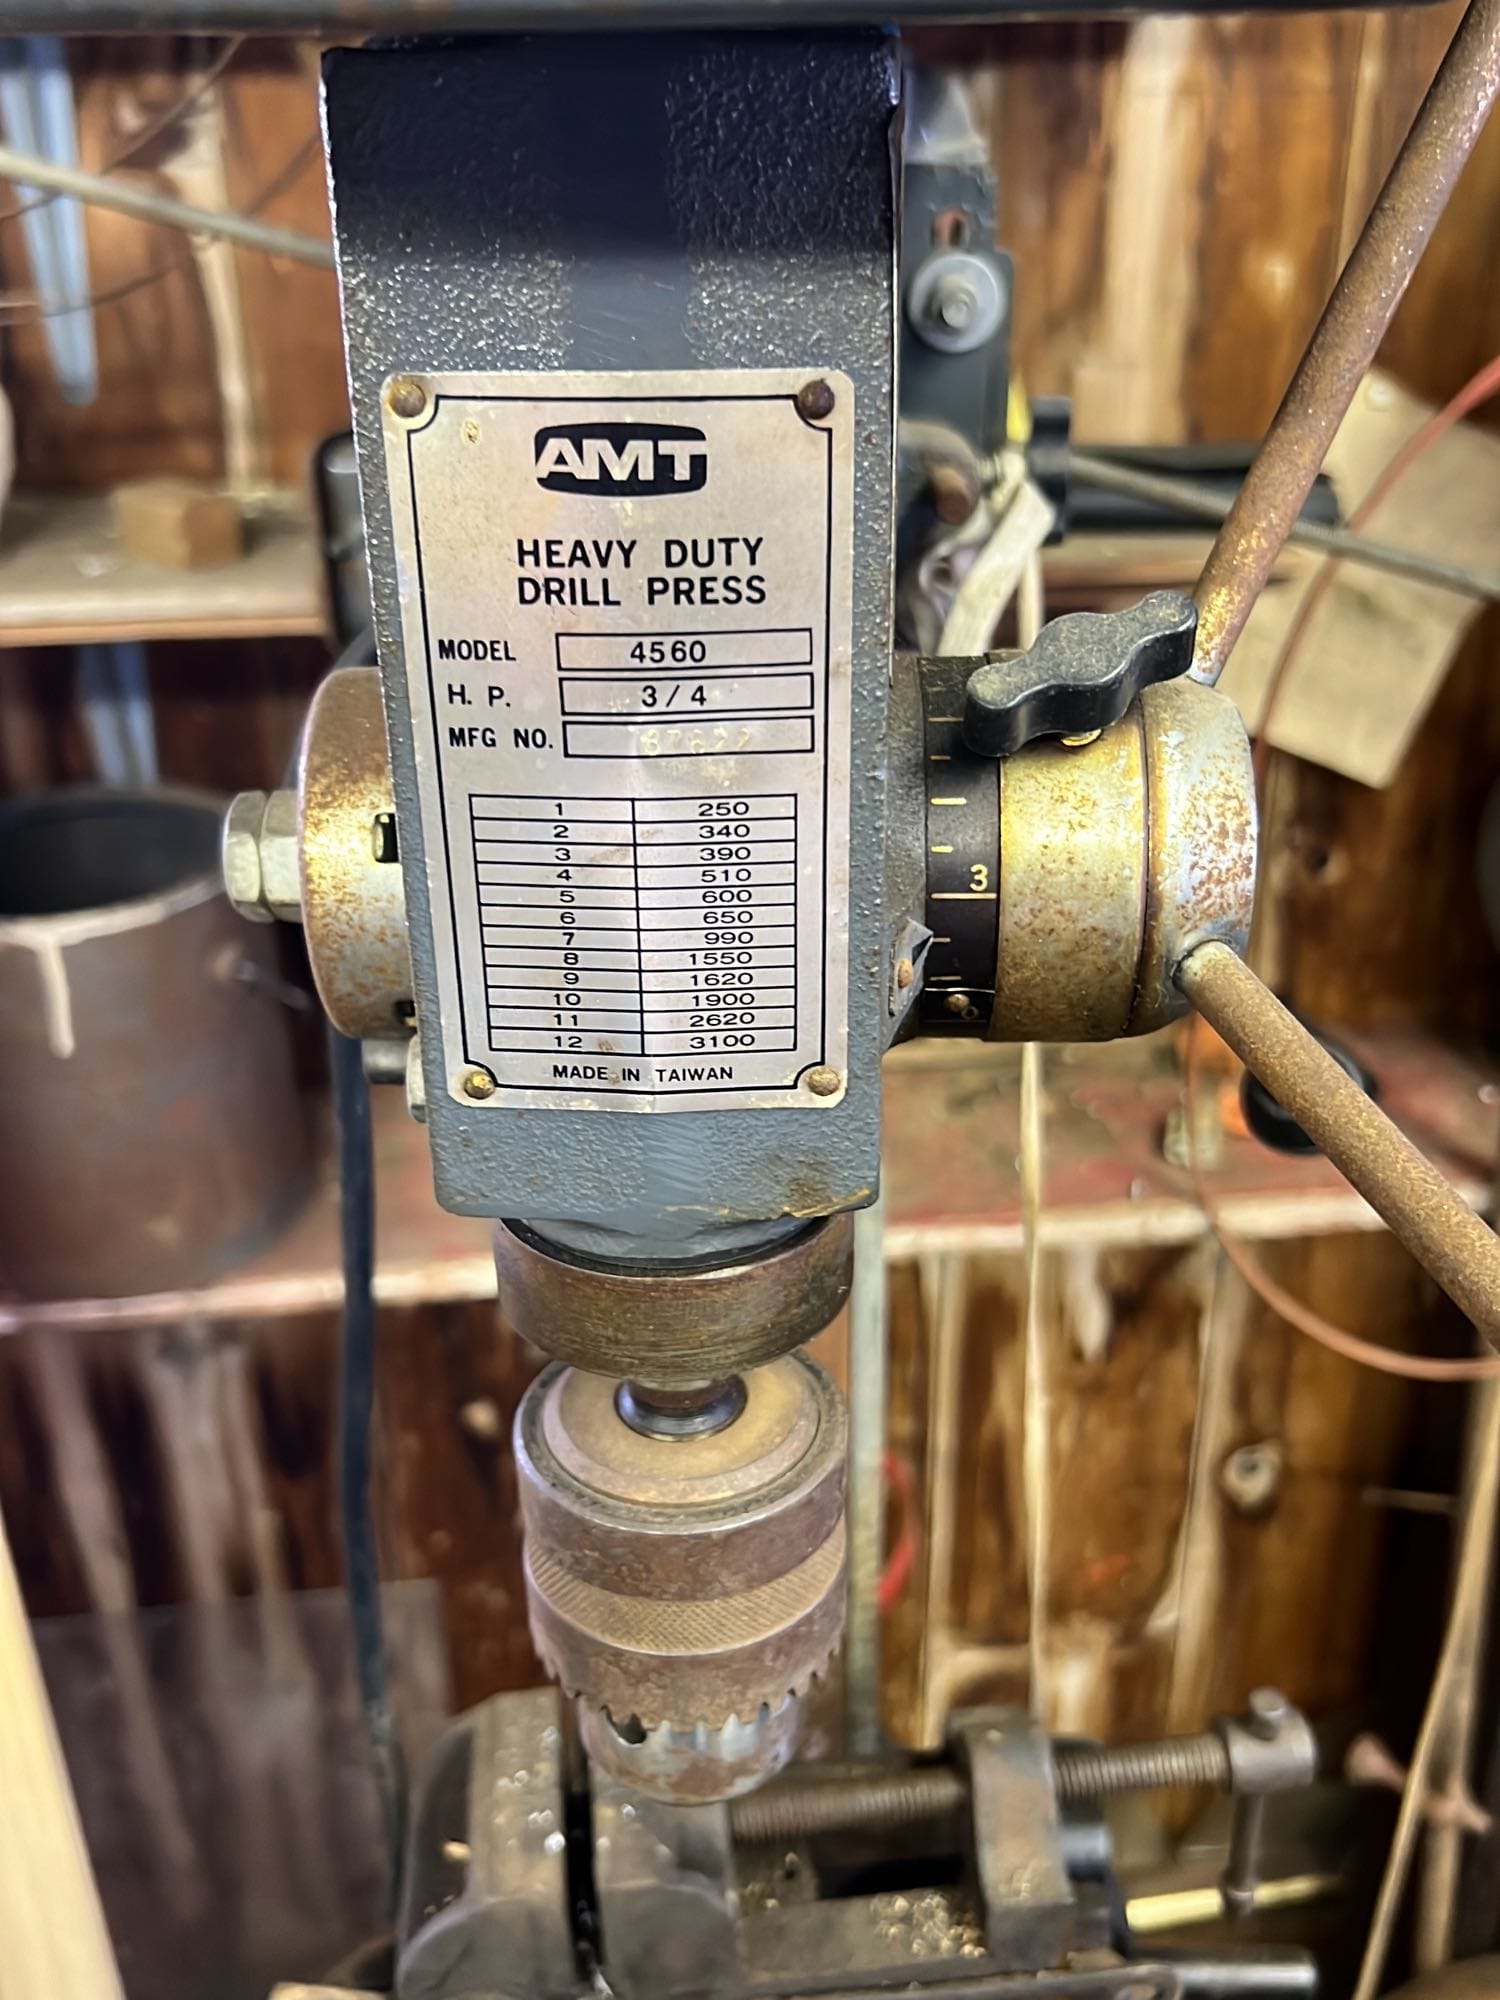 AMT
HEAVY DUTY
DRILL PRESS
MODEL 4560
H. P. 3/4
MFG NO.
1 250
2 340
3 390
4 510
5 600
6 650
7 990
8 1550
9 1620
10 1900
11 2620
12 3100
MADE IN TAIWAN
3
0